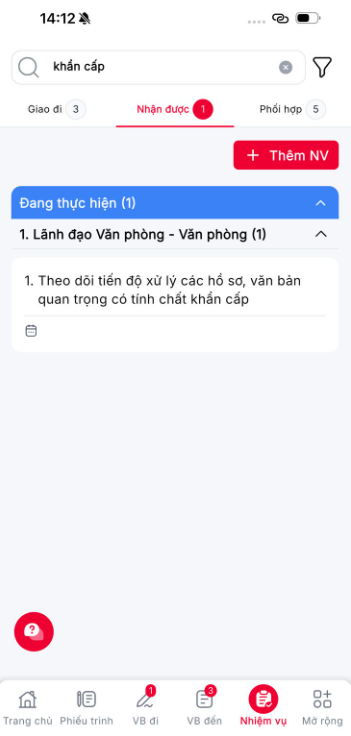 14:12
khẩn cấp
Giao đi 3
Nhận được 1
Phối hợp 5
+ Thêm NV
Đang thực hiện (1)
1. Lãnh đạo Văn phòng - Văn phòng (1)
1. Theo dõi tiến độ xử lý các hồ sơ, văn bản
quan trọng có tính chất khẩn cấp
?
1
3
Trang chủ Phiếu trình VB đi VB đến Nhiệm vụ Mở rộng